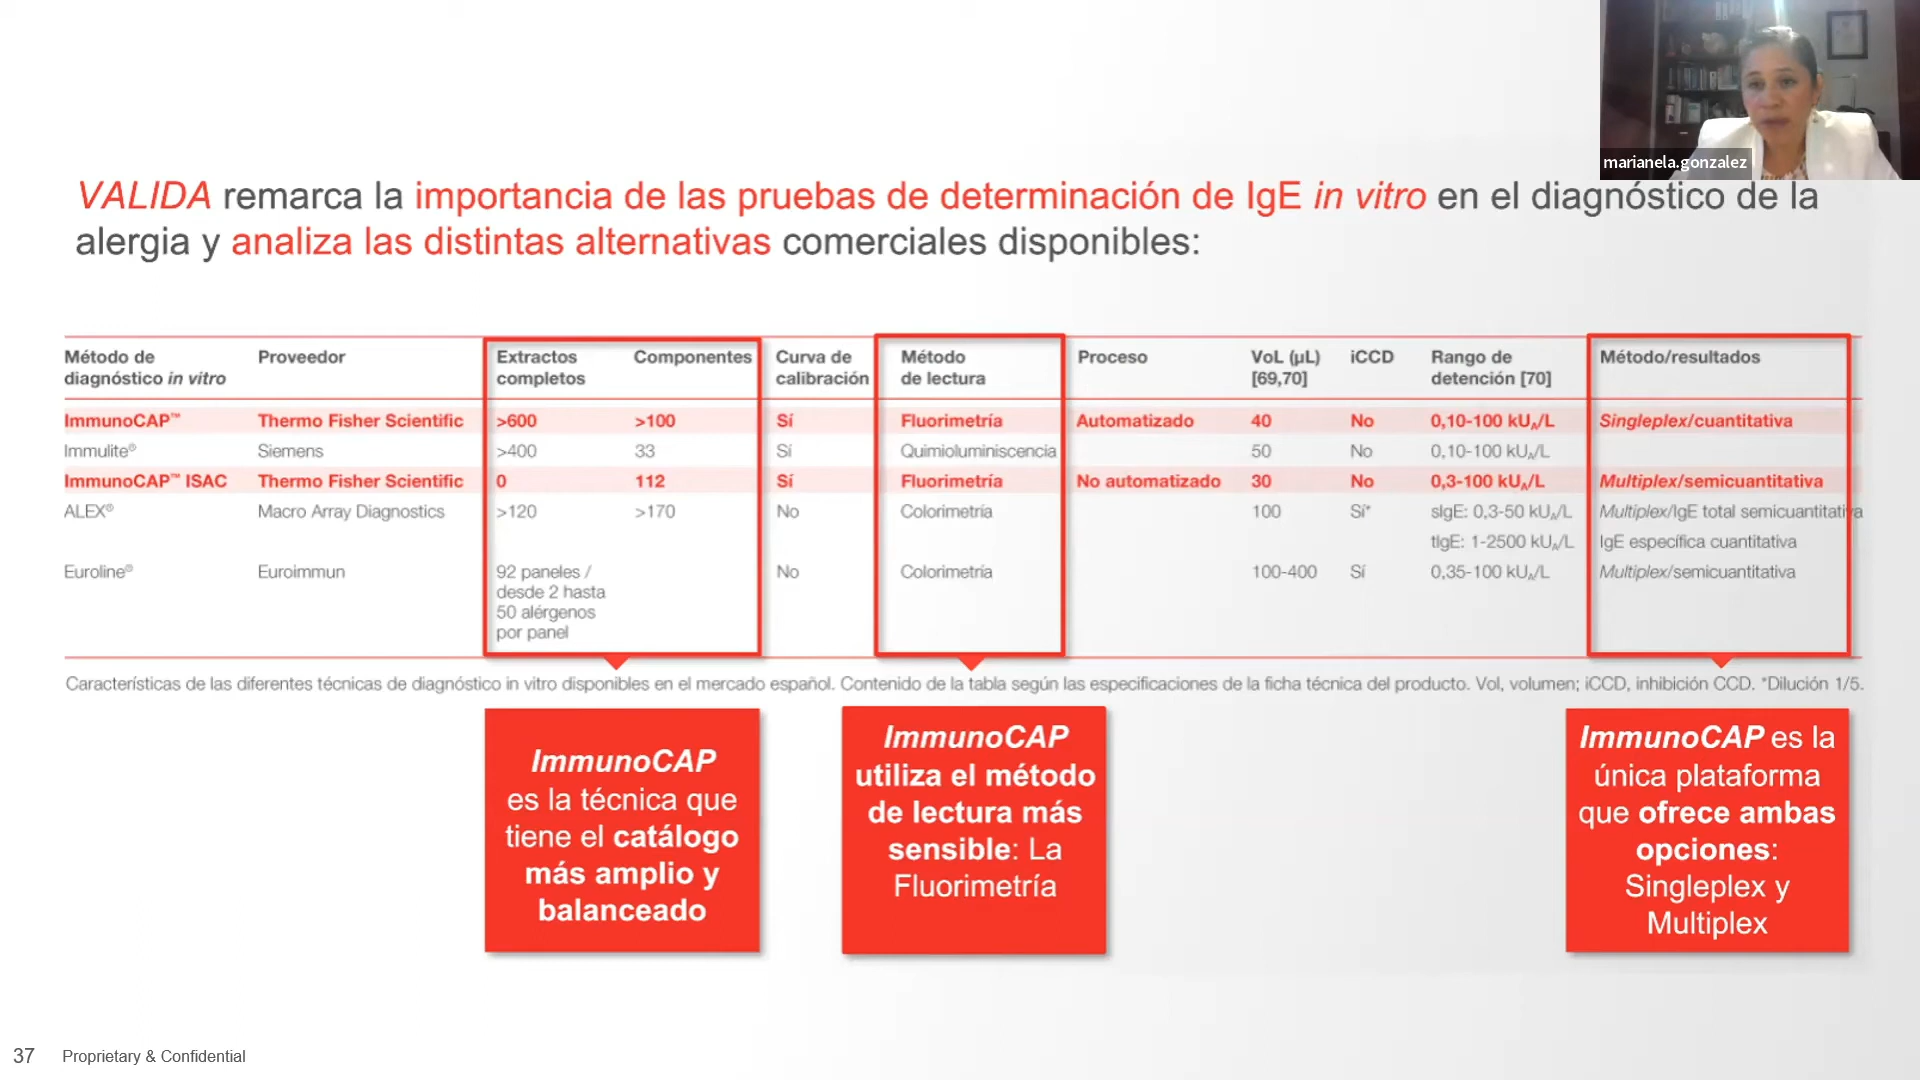 marianela.gonzalez
VALIDA remarca la importancia de las pruebas de determinación de IgE in vitro en el diagnóstico de la
alergia y analiza las distintas alternativas comerciales disponibles:
Método de diagnóstico in vitro Proveedor Extractos completos Componentes Curva de calibración Método de lectura Proceso VoL (µL) [69,70] iCCD Rango de detención [70] Método/resultados
ImmunoCAP™ Thermo Fisher Scientific >600 >100 Sí Fluorimetría Automatizado 40 No 0,10-100 kUA/L Singleplex/cuantitativa
Immulite® Siemens >400 33 Sí Quimioluminiscencia 50 No 0,10-100 kUA/L
ImmunoCAP™ ISAC Thermo Fisher Scientific 0 112 Sí Fluorimetría No automatizado 30 No 0,3-100 kUA/L Multiplex/semicuantitativa
ALEX® Macro Array Diagnostics >120 >170 No Colorimetría 100 Sí* sIgE: 0,3-50 kUA/L Multiplex/IgE total semicuantitativa
tIgE: 1-2500 kUA/L IgE específica cuantitativa
Euroline® Euroimmun 92 paneles / No Colorimetría 100-400 Sí 0,35-100 kUA/L Multiplex/semicuantitativa
desde 2 hasta
50 alérgenos
por panel
Características de las diferentes técnicas de diagnóstico in vitro disponibles en el mercado español. Contenido de la tabla según las especificaciones de la ficha técnica del producto. Vol, volumen; iCCD, inhibición CCD. *Dilución 1/5.
ImmunoCAP
es la técnica que
tiene el catálogo
más amplio y
balanceado
ImmunoCAP
utiliza el método
de lectura más
sensible: La
Fluorimetría
ImmunoCAP es la
única plataforma
que ofrece ambas
opciones:
Singleplex y
Multiplex
37 Proprietary & Confidential